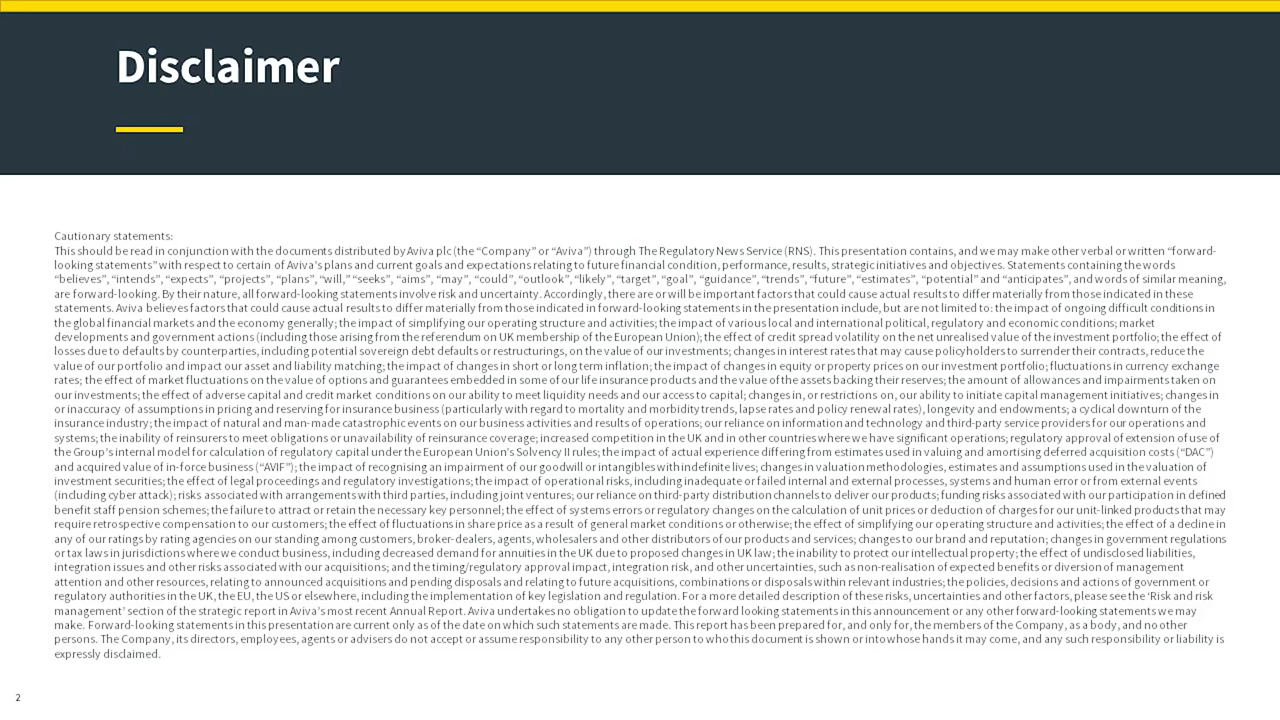 Disclaimer
Cautionary statements:
This should be read in conjunction with the documents distributed by Aviva plc (the “Company” or “Aviva”) through The Regulatory News Service (RNS). This presentation contains, and we may make other verbal or written “forward-
looking statements” with respect to certain of Aviva’s plans and current goals and expectations relating to future financial condition, performance, results, strategic initiatives and objectives. Statements containing the words
“believes”, “intends”, “expects”, “projects”, “plans”, “will,” “seeks”, “aims”, “may”, “could”, “outlook”, “likely”, “target”, “goal”, “guidance”, “trends”, “future”, “estimates”, “potential” and “anticipates”, and words of similar meaning,
are forward-looking. By their nature, all forward-looking statements involve risk and uncertainty. Accordingly, there are or will be important factors that could cause actual results to differ materially from those indicated in these
statements. Aviva believes factors that could cause actual results to differ materially from those indicated in forward-looking statements in the presentation include, but are not limited to: the impact of ongoing difficult conditions in
the global financial markets and the economy generally; the impact of simplifying our operating structure and activities; the impact of various local and international political, regulatory and economic conditions; market
developments and government actions (including those arising from the referendum on UK membership of the European Union); the effect of credit spread volatility on the net unrealised value of the investment portfolio; the effect of
losses due to defaults by counterparties, including potential sovereign debt defaults or restructurings, on the value of our investments; changes in interest rates that may cause policyholders to surrender their contracts, reduce the
value of our portfolio and impact our asset and liability matching; the impact of changes in short or long term inflation; the impact of changes in equity or property prices on our investment portfolio; fluctuations in currency exchange
rates; the effect of market fluctuations on the value of options and guarantees embedded in some of our life insurance products and the value of the assets backing their reserves; the amount of allowances and impairments taken on
our investments; the effect of adverse capital and credit market conditions on our ability to meet liquidity needs and our access to capital; changes in, or restrictions on, our ability to initiate capital management initiatives; changes in
or inaccuracy of assumptions in pricing and reserving for insurance business (particularly with regard to mortality and morbidity trends, lapse rates and policy renewal rates), longevity and endowments; a cyclical downturn of the
insurance industry; the impact of natural and man-made catastrophic events on our business activities and results of operations; our reliance on information and technology and third-party service providers for our operations and
systems; the inability of reinsurers to meet obligations or unavailability of reinsurance coverage; increased competition in the UK and in other countries where we have significant operations; regulatory approval of extension of use of
the Group’s internal model for calculation of regulatory capital under the European Union’s Solvency II rules; the impact of actual experience differing from estimates used in valuing and amortising deferred acquisition costs (“DAC”)
and acquired value of in-force business (“AVIF”); the impact of recognising an impairment of our goodwill or intangibles with indefinite lives; changes in valuation methodologies, estimates and assumptions used in the valuation of
investment securities; the effect of legal proceedings and regulatory investigations; the impact of operational risks, including inadequate or failed internal and external processes, systems and human error or from external events
(including cyber attack); risks associated with arrangements with third parties, including joint ventures; our reliance on third-party distribution channels to deliver our products; funding risks associated with our participation in defined
benefit staff pension schemes; the failure to attract or retain the necessary key personnel; the effect of systems errors or regulatory changes on the calculation of unit prices or deduction of charges for our unit-linked products that may
require retrospective compensation to our customers; the effect of fluctuations in share price as a result of general market conditions or otherwise; the effect of simplifying our operating structure and activities; the effect of a decline in
any of our ratings by rating agencies on our standing among customers, broker-dealers, agents, wholesalers and other distributors of our products and services; changes to our brand and reputation; changes in government regulations
or tax laws in jurisdictions where we conduct business, including decreased demand for annuities in the UK due to proposed changes in UK law; the inability to protect our intellectual property; the effect of undisclosed liabilities,
integration issues and other risks associated with our acquisitions; and the timing/regulatory approval impact, integration risk, and other uncertainties, such as non-realisation of expected benefits or diversion of management
attention and other resources, relating to announced acquisitions and pending disposals and relating to future acquisitions, combinations or disposals within relevant industries; the policies, decisions and actions of government or
regulatory authorities in the UK, the EU, the US or elsewhere, including the implementation of key legislation and regulation. For a more detailed description of these risks, uncertainties and other factors, please see the ‘Risk and risk
management’ section of the strategic report in Aviva’s most recent Annual Report. Aviva undertakes no obligation to update the forward looking statements in this announcement or any other forward-looking statements we may
make. Forward-looking statements in this presentation are current only as of the date on which such statements are made. This report has been prepared for, and only for, the members of the Company, as a body, and no other
persons. The Company, its directors, employees, agents or advisers do not accept or assume responsibility to any other person to who this document is shown or into whose hands it may come, and any such responsibility or liability is
expressly disclaimed.
2